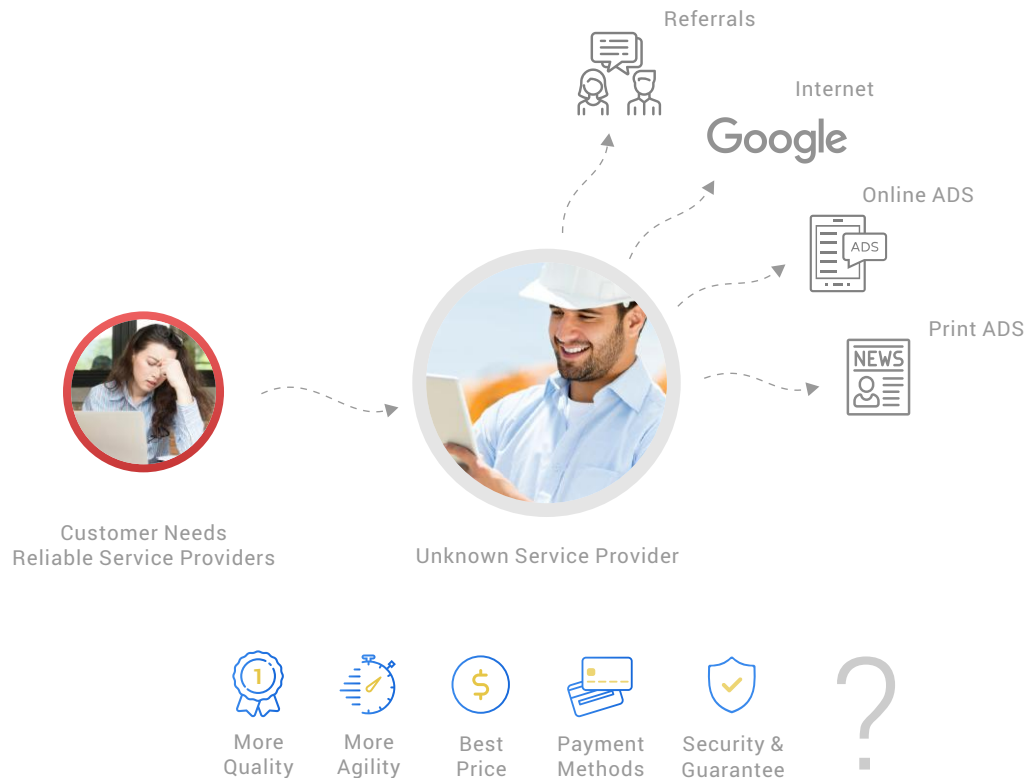 Referrals
Internet
Google
Online ADS
ADS
Print ADS
NEWS
Customer Needs
Reliable Service Providers
Unknown Service Provider
1
$
?
More
Quality
More
Agility
Best
Price
Payment
Methods
Security &
Guarantee